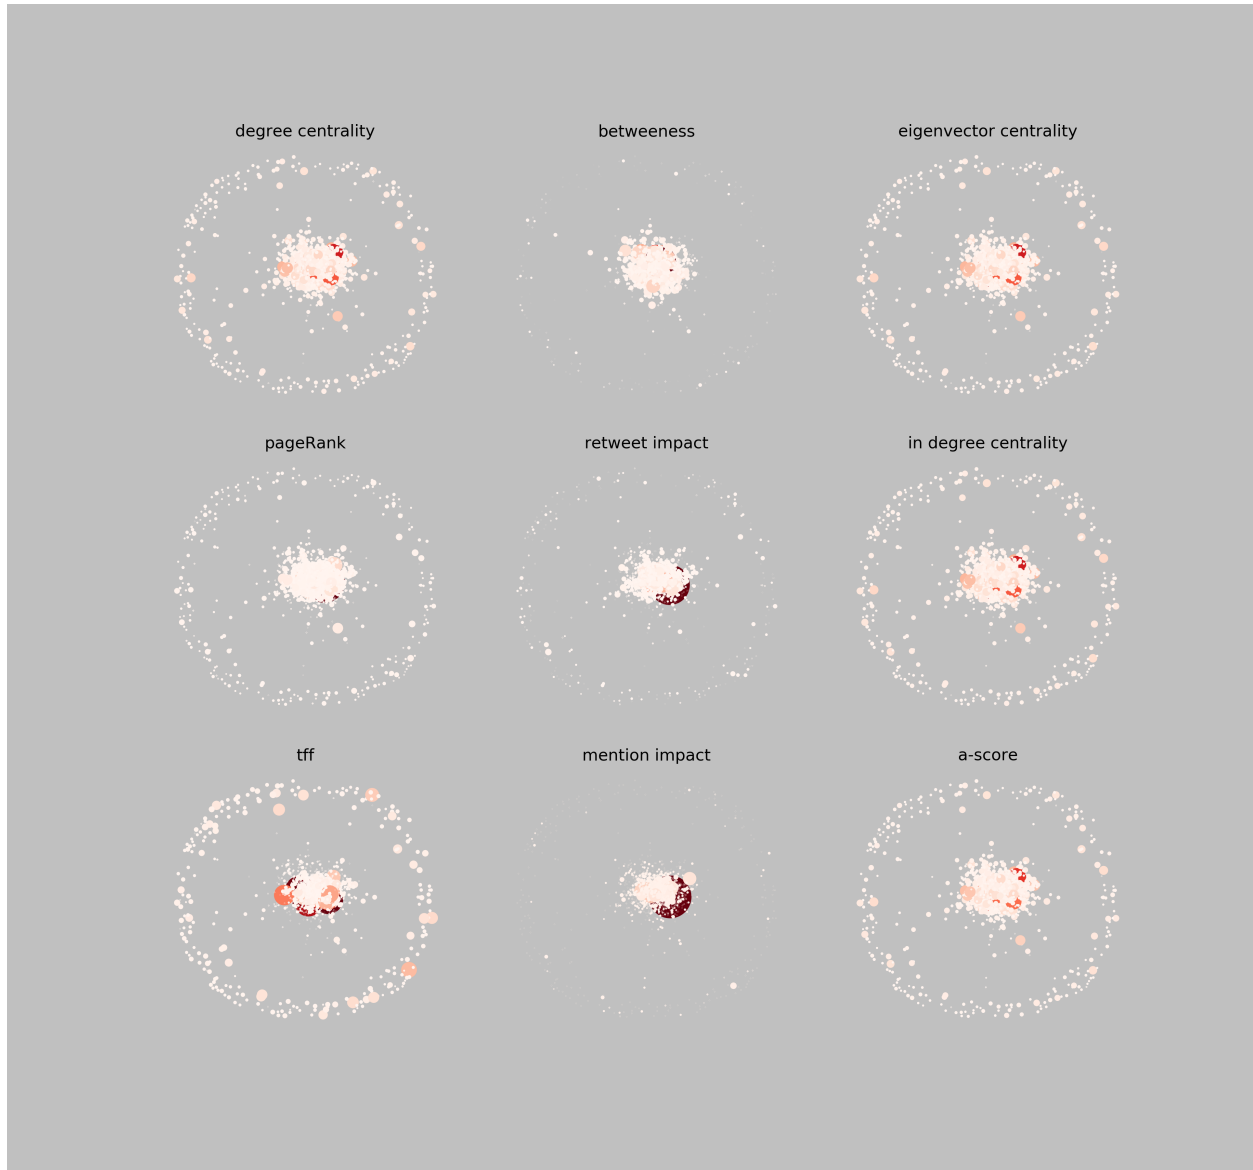 degree centrality
betweeness
eigenvector centrality
pageRank
retweet impact
in degree centrality
tff
mention impact
a-score